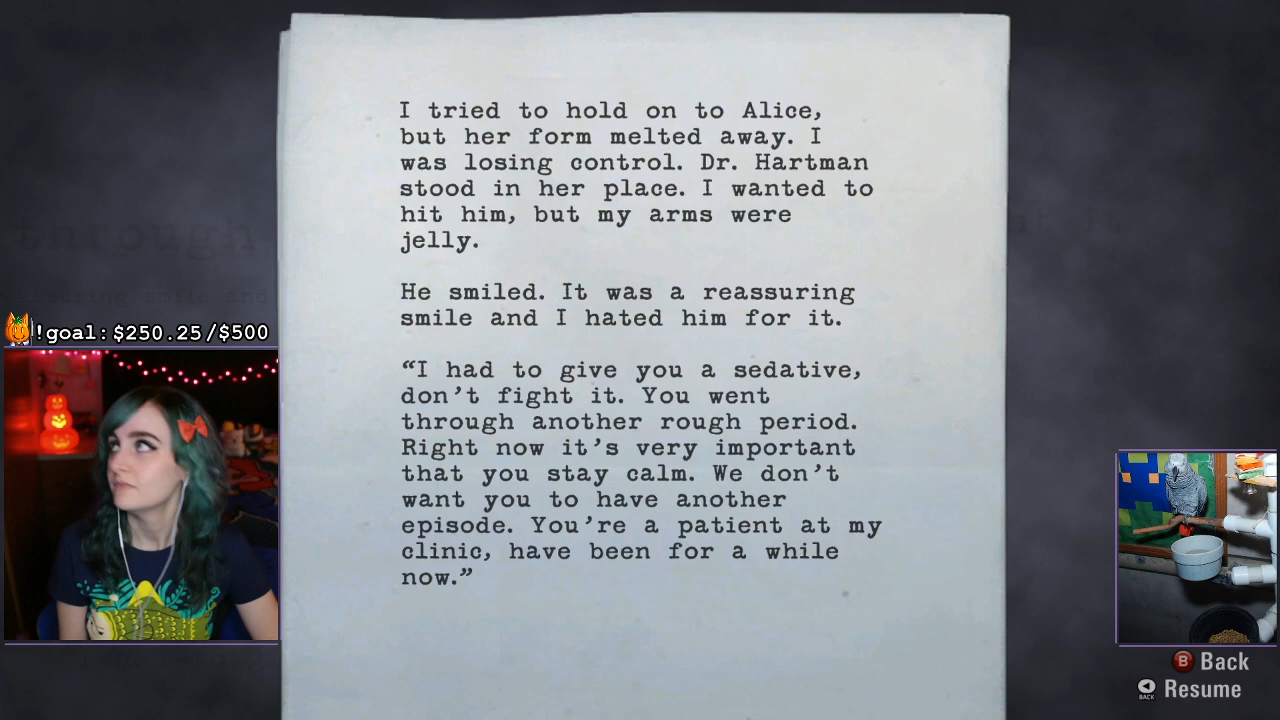 I tried to hold on to Alice,
but her form melted away. I
was losing control. Dr. Hartman
stood in her place. I wanted to
hit him, but my arms were
jelly.
He smiled. It was a reassuring
smile and I hated him for it.
“I had to give you a sedative,
don’t fight it. You went
through another rough period.
Right now it’s very important
that you stay calm. We don’t
want you to have another
episode. You’re a patient at my
clinic, have been for a while
now.”
!goal: $250.25/$500
B Back
BACK Resume